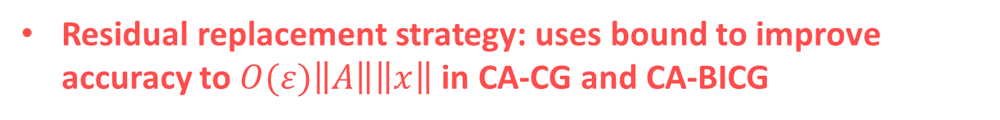 • Residual replacement strategy: uses bound to improve
accuracy to 𝑂(𝜀)‖𝐴‖‖𝑥‖ in CA-CG and CA-BICG